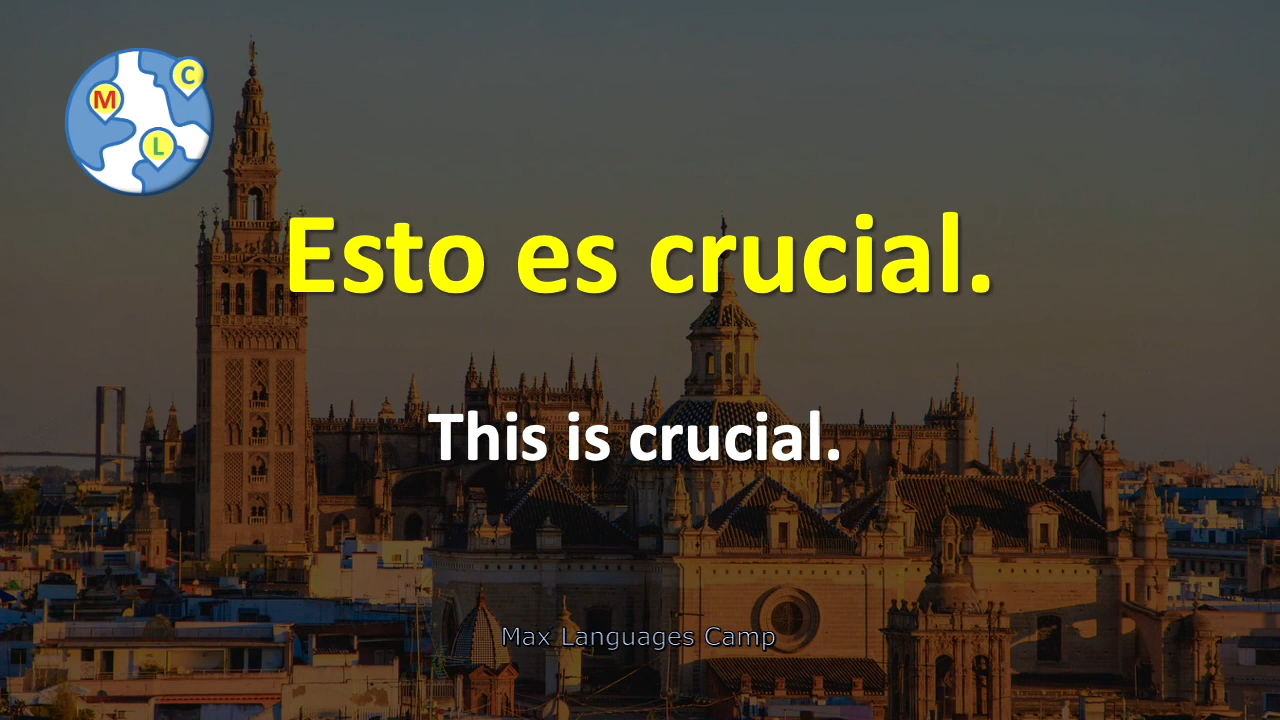 M
C
L
Esto es crucial.
This is crucial.
Max Languages Camp